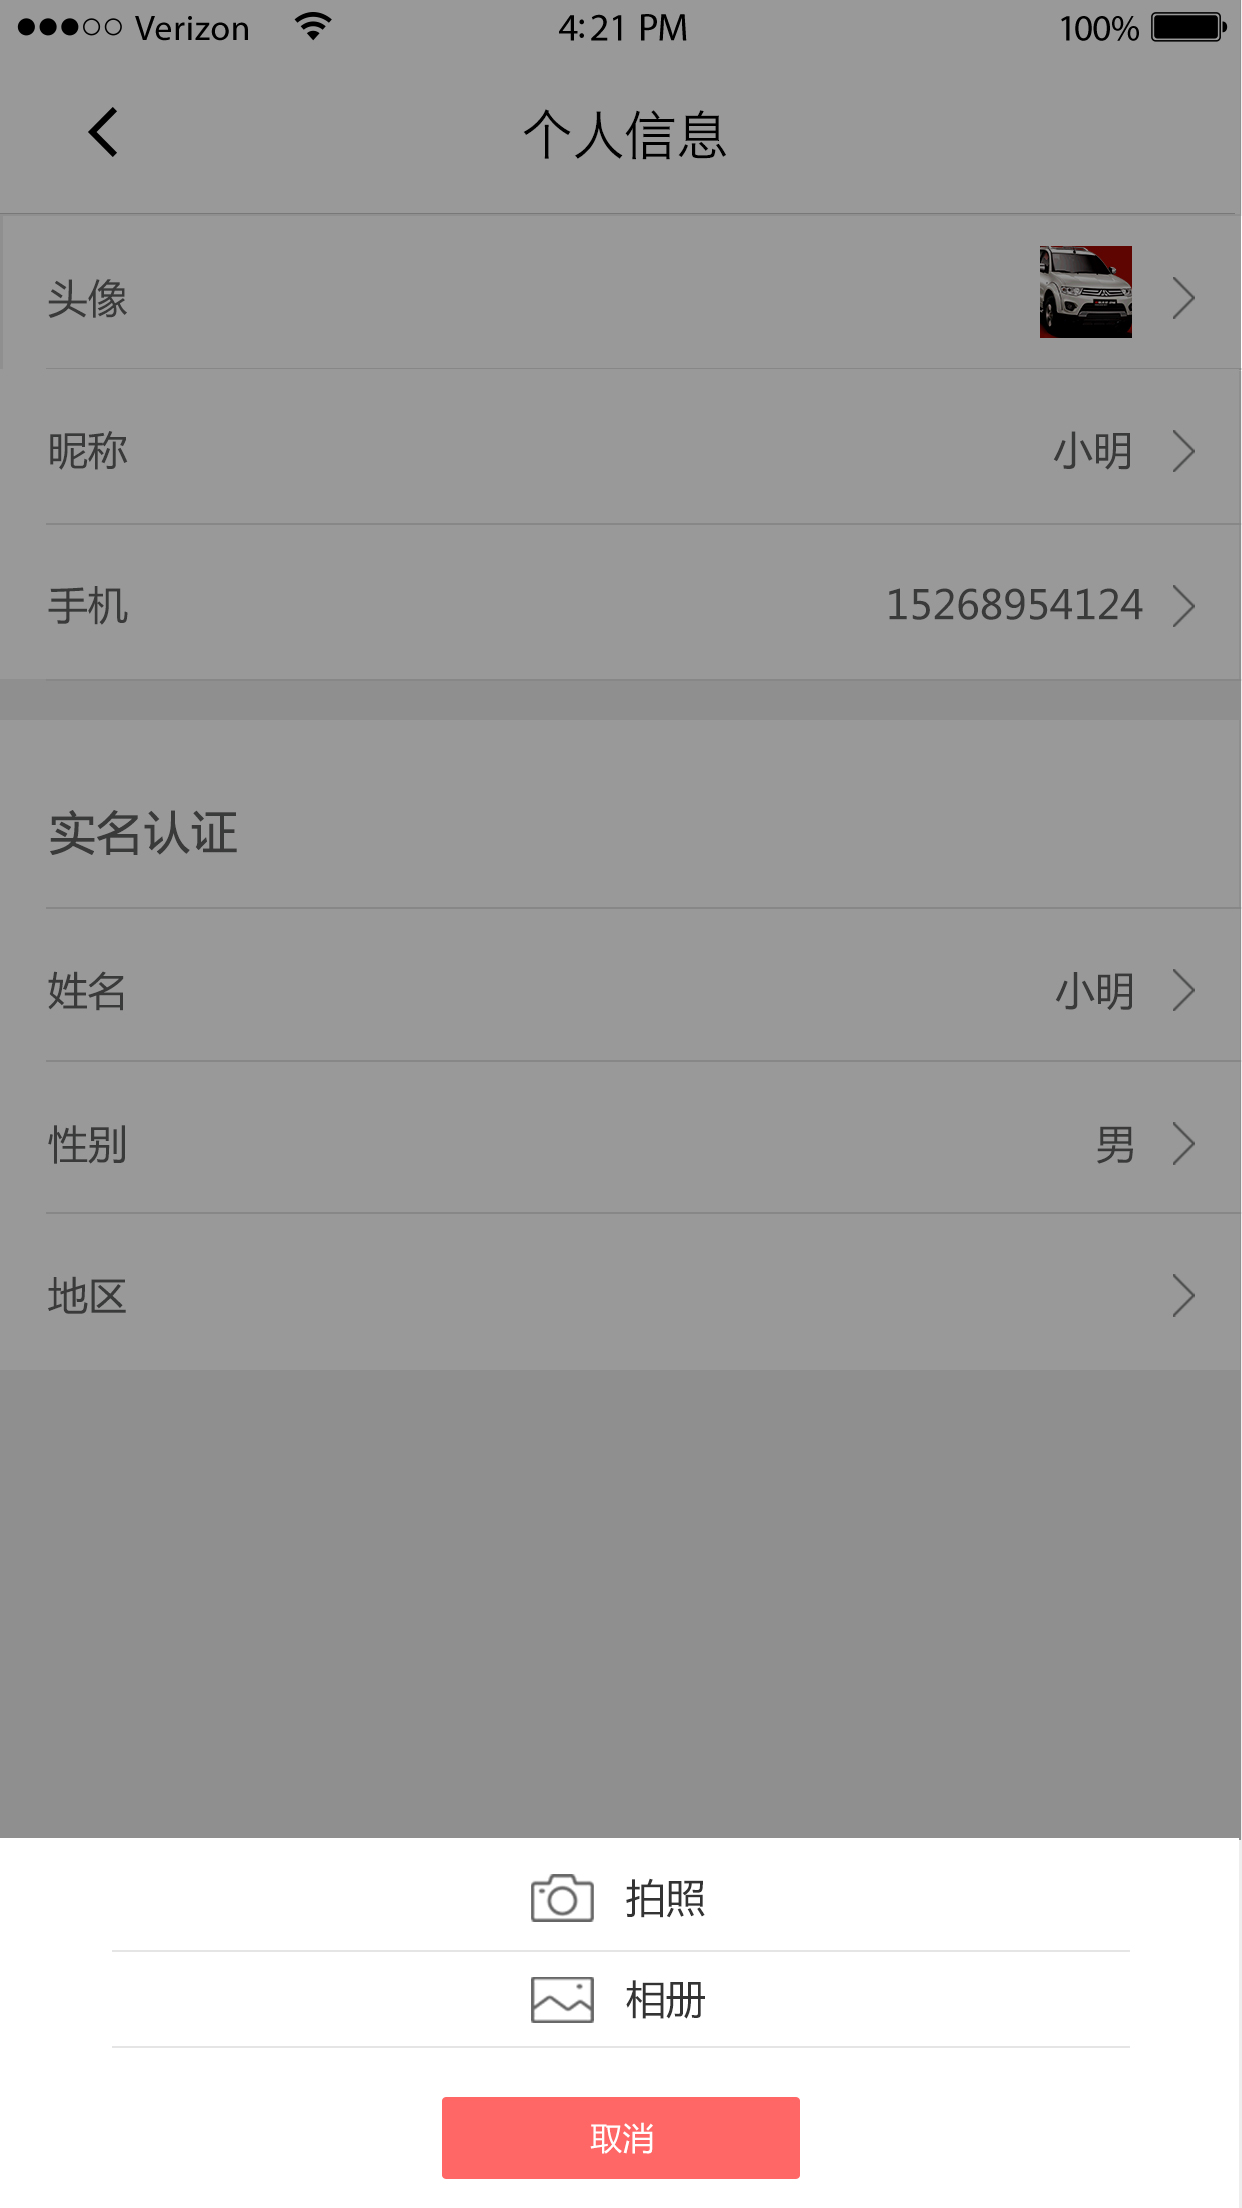 Verizon 4:21 PM 100%
个人信息
头像
昵称 小明
手机 15268954124
实名认证
姓名 小明
性别 男
地区
拍照
相册
取消